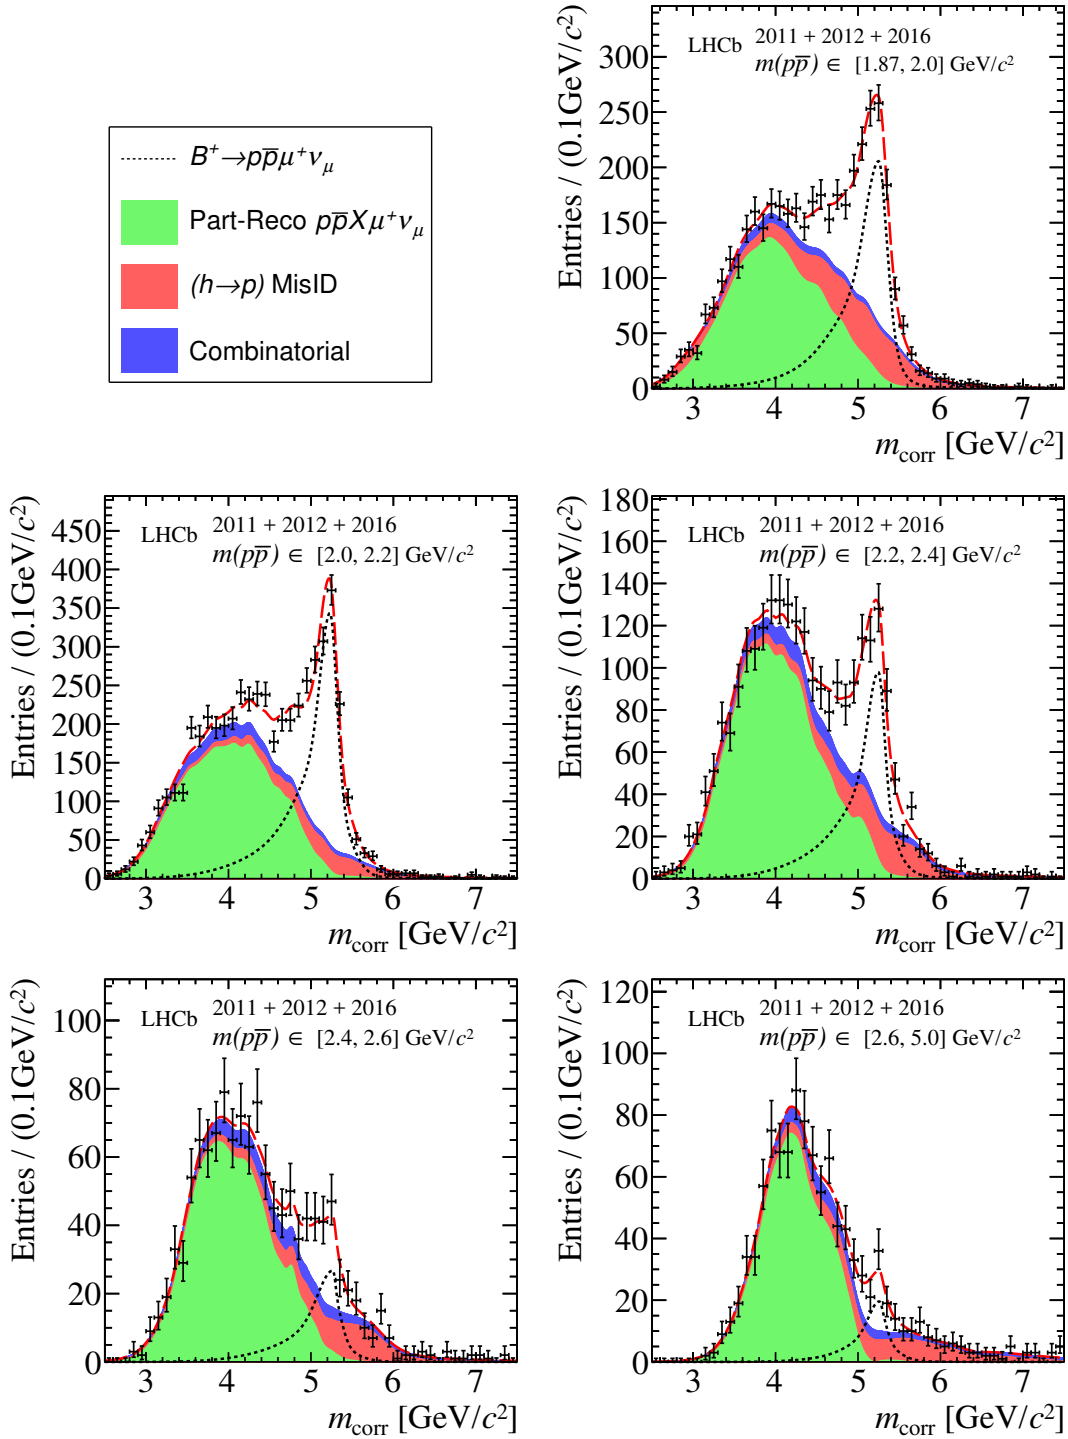 B⁺→pp̅μ⁺ν_μ
Part-Reco pp̅Xμ⁺ν_μ
(h→p) MisID
Combinatorial
LHCb 2011 + 2012 + 2016
m(pp̅) ∈ [1.87, 2.0] GeV/c²
Entries / (0.1GeV/c²)
300
250
200
150
100
50
0
3 4 5 6 7
m_corr [GeV/c²]
LHCb 2011 + 2012 + 2016
m(pp̅) ∈ [2.0, 2.2] GeV/c²
Entries / (0.1GeV/c²)
450
400
350
300
250
200
150
100
50
0
3 4 5 6 7
m_corr [GeV/c²]
LHCb 2011 + 2012 + 2016
m(pp̅) ∈ [2.2, 2.4] GeV/c²
Entries / (0.1GeV/c²)
180
160
140
120
100
80
60
40
20
0
3 4 5 6 7
m_corr [GeV/c²]
LHCb 2011 + 2012 + 2016
m(pp̅) ∈ [2.4, 2.6] GeV/c²
Entries / (0.1GeV/c²)
100
80
60
40
20
0
3 4 5 6 7
m_corr [GeV/c²]
LHCb 2011 + 2012 + 2016
m(pp̅) ∈ [2.6, 5.0] GeV/c²
Entries / (0.1GeV/c²)
120
100
80
60
40
20
0
3 4 5 6 7
m_corr [GeV/c²]